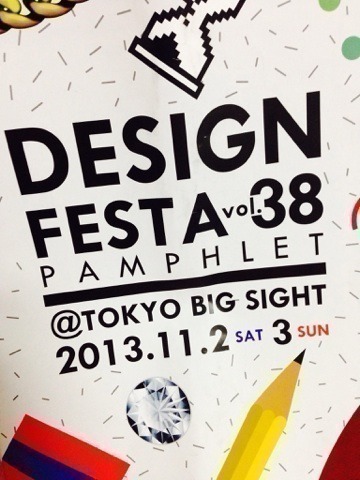 DESIGN
FESTA vol.38
PAMPHLET
@TOKYO BIG SIGHT
2013.11.2 SAT 3 SUN